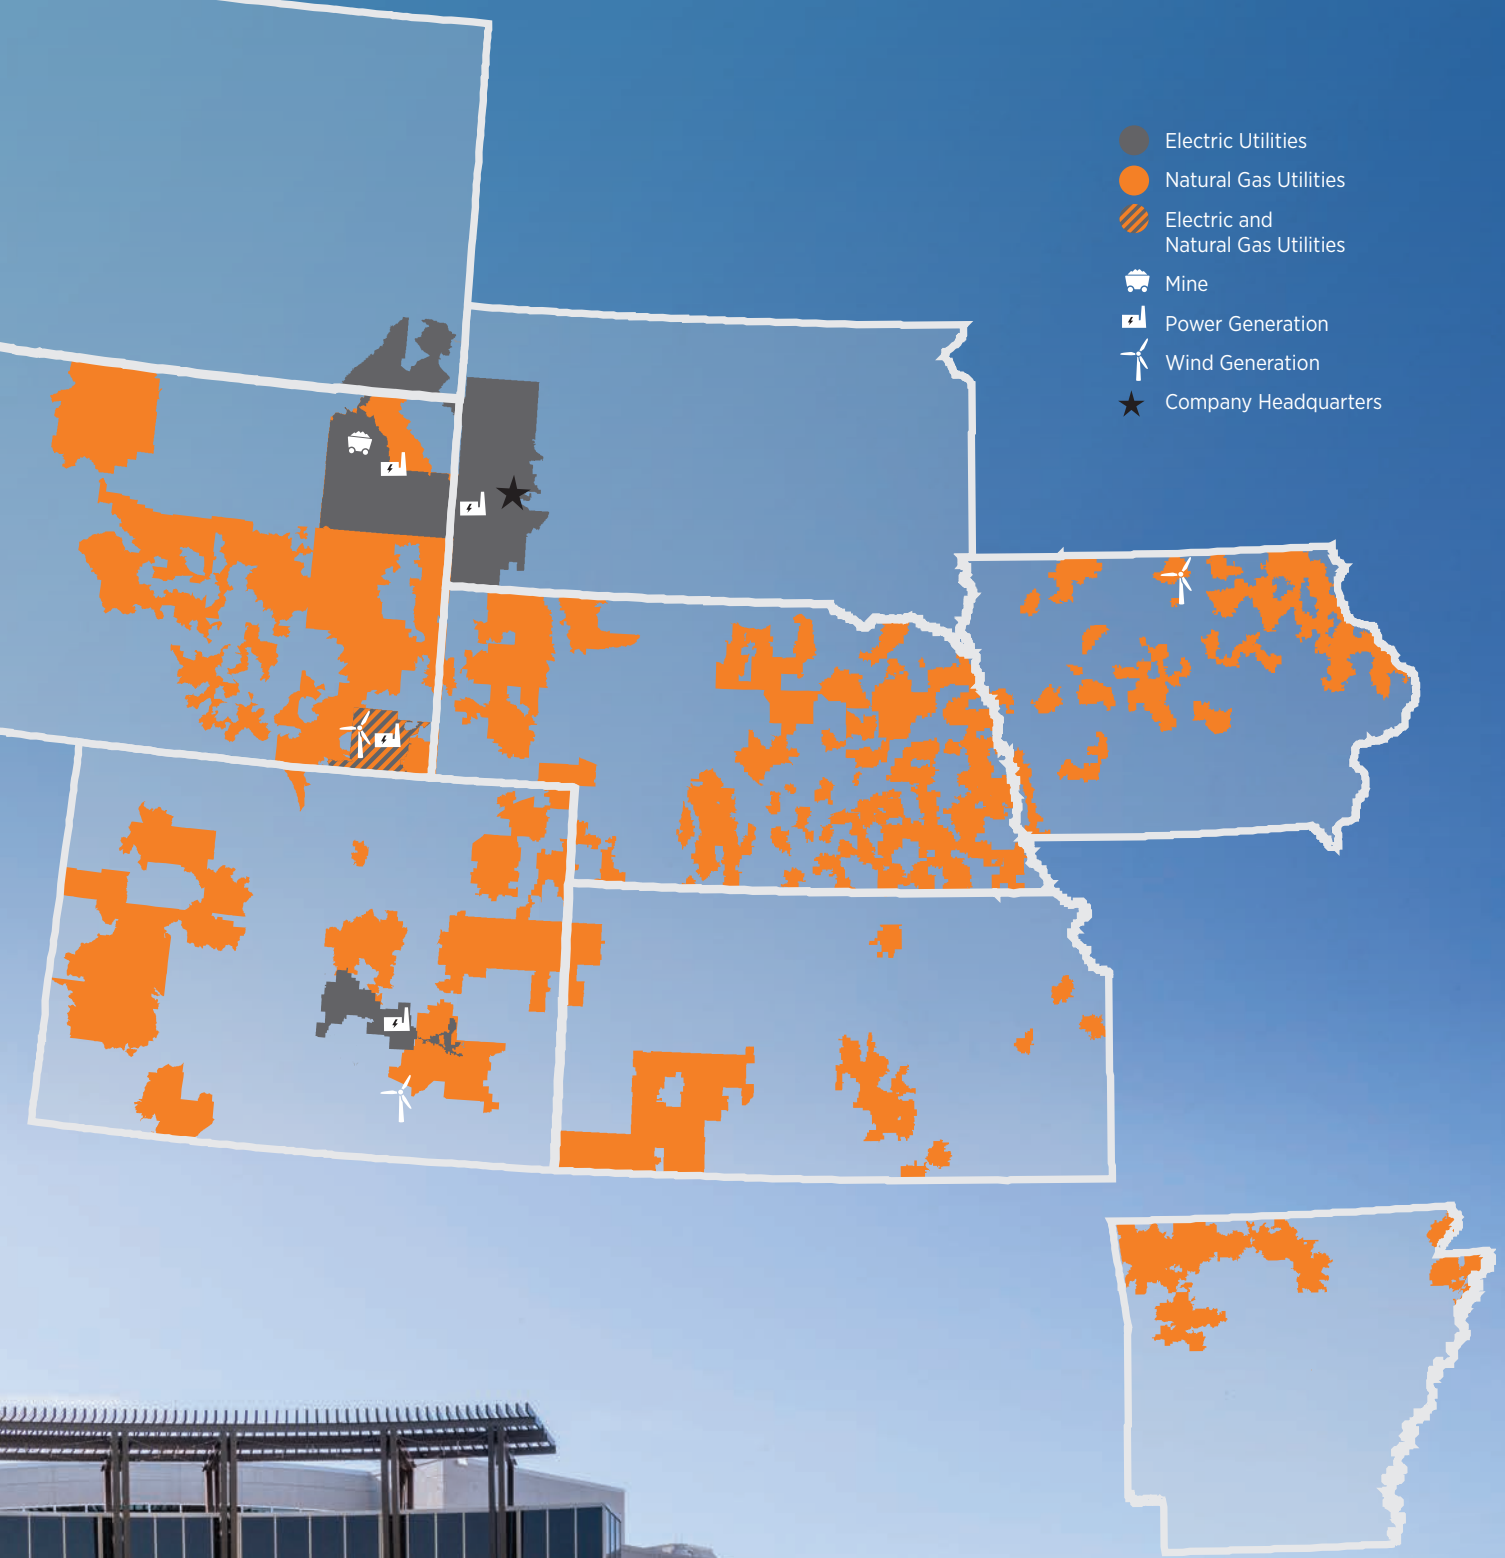 Electric Utilities
Natural Gas Utilities
Electric and
Natural Gas Utilities
Mine
Power Generation
Wind Generation
Company Headquarters